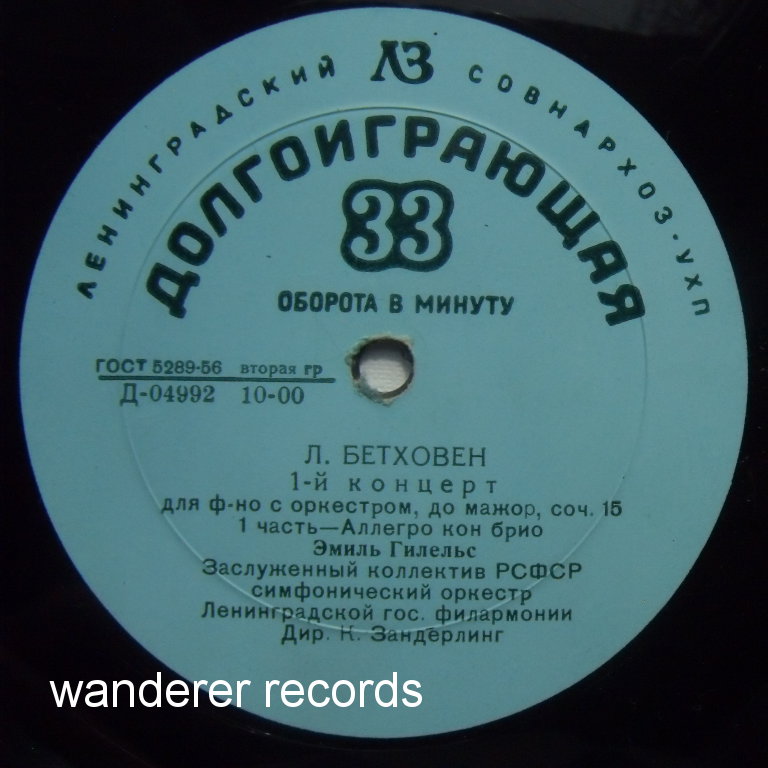 ЛЕНИНГРАДСКИЙ ЛЗ СОВНАРХОЗ-УХП
ДОЛГОИГРАЮЩАЯ
33
ОБОРОТА В МИНУТУ
ГОСТ 5289-56 вторая гр
Д-04992 10-00
Л. БЕТХОВЕН
1-й концерт
для ф-но с оркестром, до мажор, соч. 15
1 часть—Аллегро кон брио
Эмиль Гилельс
Заслуженный коллектив РСФСР
симфонический оркестр
Ленинградской гос. филармонии
Дир. К. Зандерлинг
wanderer records